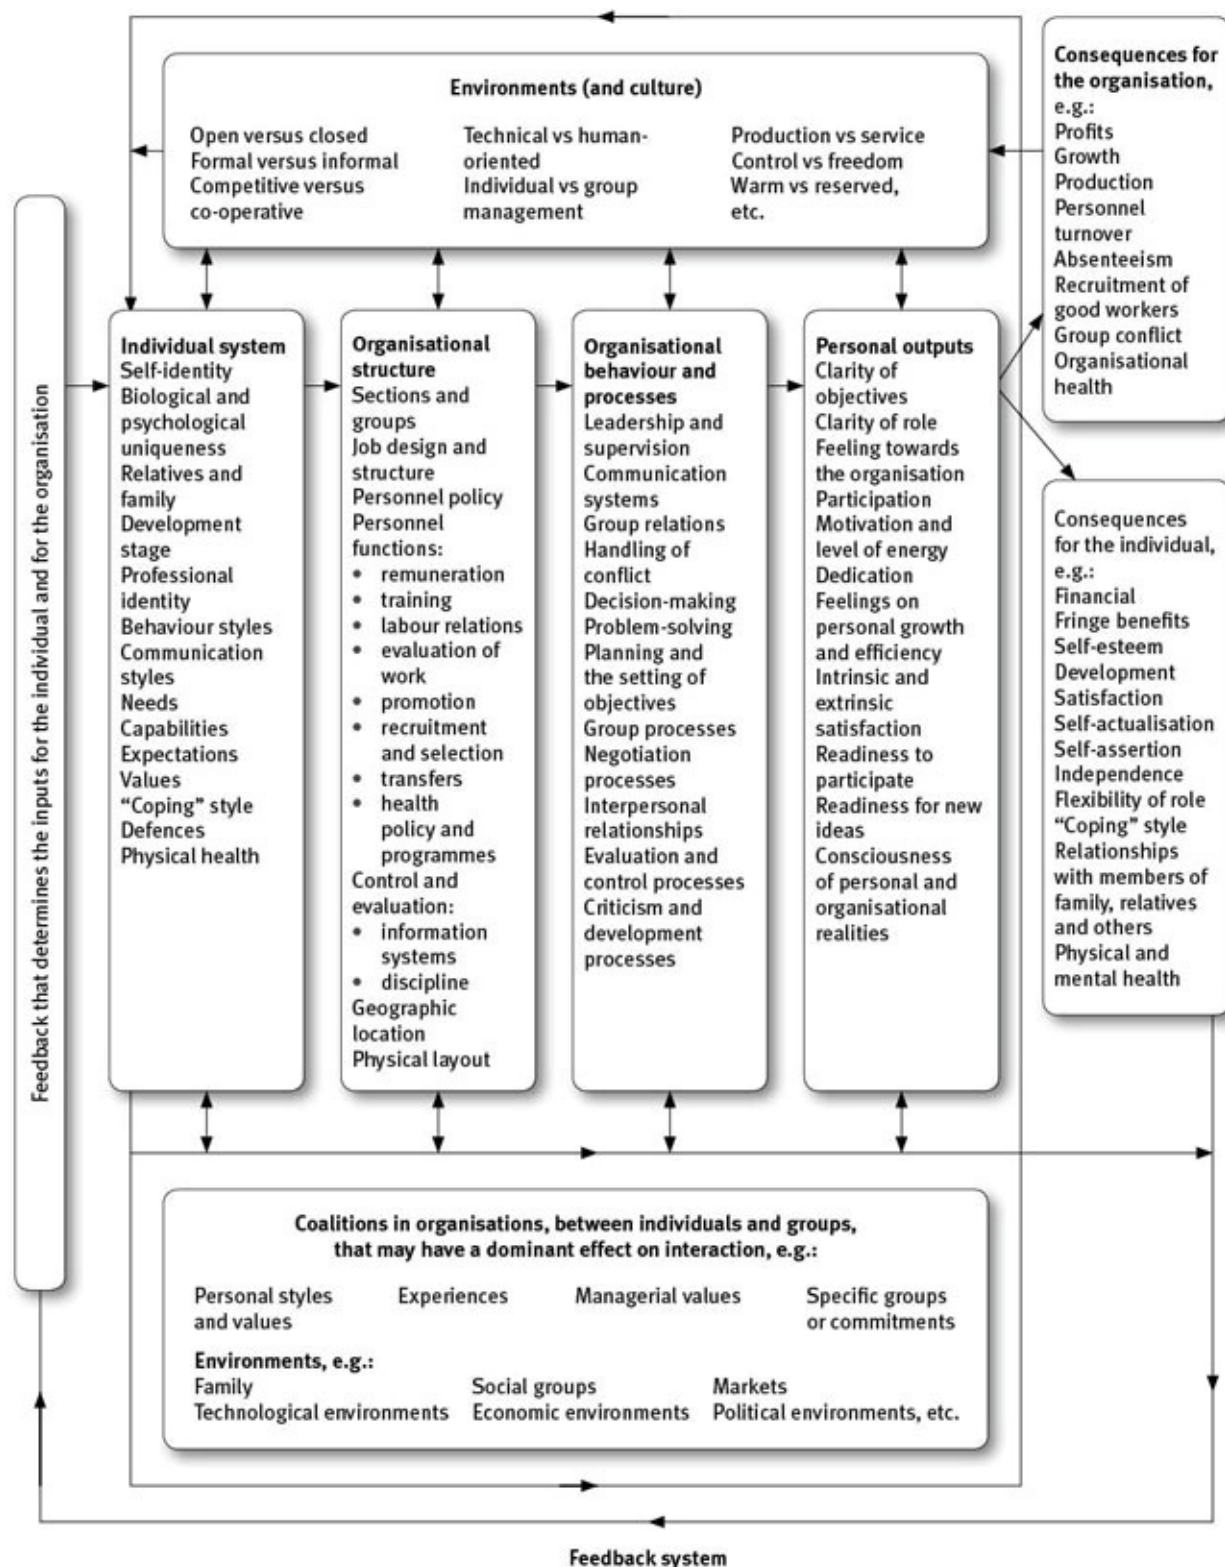 Environments (and culture)
Open versus closed
Formal versus informal
Competitive versus
co-operative
Technical vs human-
oriented
Individual vs group
management
Production vs service
Control vs freedom
Warm vs reserved,
etc.
Consequences for
the organisation,
e.g.:
Profits
Growth
Production
Personnel
turnover
Absenteeism
Recruitment of
good workers
Group conflict
Organisational
health
Feedback that determines the inputs for the individual and for the organisation
Individual system
Self-identity
Biological and
psychological
uniqueness
Relatives and
family
Development
stage
Professional
identity
Behaviour styles
Communication
styles
Needs
Capabilities
Expectations
Values
“Coping” style
Defences
Physical health
Organisational
structure
Sections and
groups
Job design and
structure
Personnel policy
Personnel
functions:
• remuneration
• training
• labour relations
• evaluation of
work
• promotion
• recruitment
and selection
• transfers
• health
policy and
programmes
Control and
evaluation:
• information
systems
• discipline
Geographic
location
Physical layout
Organisational
behaviour and
processes
Leadership and
supervision
Communication
systems
Group relations
Handling of
conflict
Decision-making
Problem-solving
Planning and
the setting of
objectives
Group processes
Negotiation
processes
Interpersonal
relationships
Evaluation and
control processes
Criticism and
development
processes
Personal outputs
Clarity of
objectives
Clarity of role
Feeling towards
the organisation
Participation
Motivation and
level of energy
Dedication
Feelings on
personal growth
and efficiency
Intrinsic and
extrinsic
satisfaction
Readiness to
participate
Readiness for new
ideas
Consciousness
of personal and
organisational
realities
Consequences
for the individual,
e.g.:
Financial
Fringe benefits
Self-esteem
Development
Satisfaction
Self-actualisation
Self-assertion
Independence
Flexibility of role
“Coping” style
Relationships
with members of
family, relatives
and others
Physical and
mental health
Coalitions in organisations, between individuals and groups,
that may have a dominant effect on interaction, e.g.:
Personal styles
and values
Experiences
Managerial values
Specific groups
or commitments
Environments, e.g.:
Family
Technological environments
Social groups
Economic environments
Markets
Political environments, etc.
Feedback system